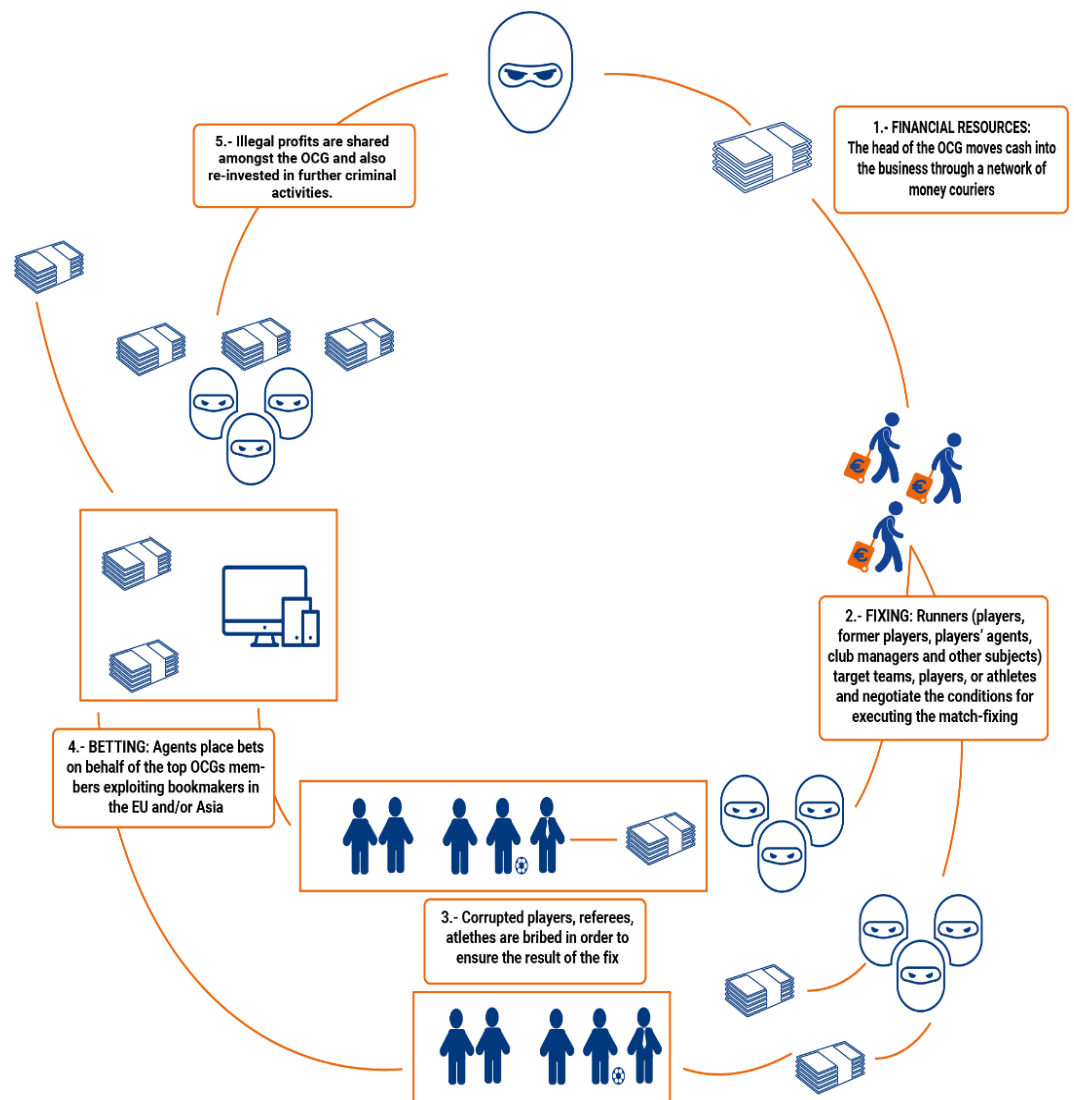 1.- FINANCIAL RESOURCES:
The head of the OCG moves cash into
the business through a network of
money couriers
€
€
€
2.- FIXING: Runners (players,
former players, players’ agents,
club managers and other subjects)
target teams, players, or athletes
and negotiate the conditions for
executing the match-fixing
3.- Corrupted players, referees,
atlethes are bribed in order to
ensure the result of the fix
4.- BETTING: Agents place bets
on behalf of the top OCGs mem-
bers exploiting bookmakers in
the EU and/or Asia
5.- Illegal profits are shared
amongst the OCG and also
re-invested in further criminal
activities.